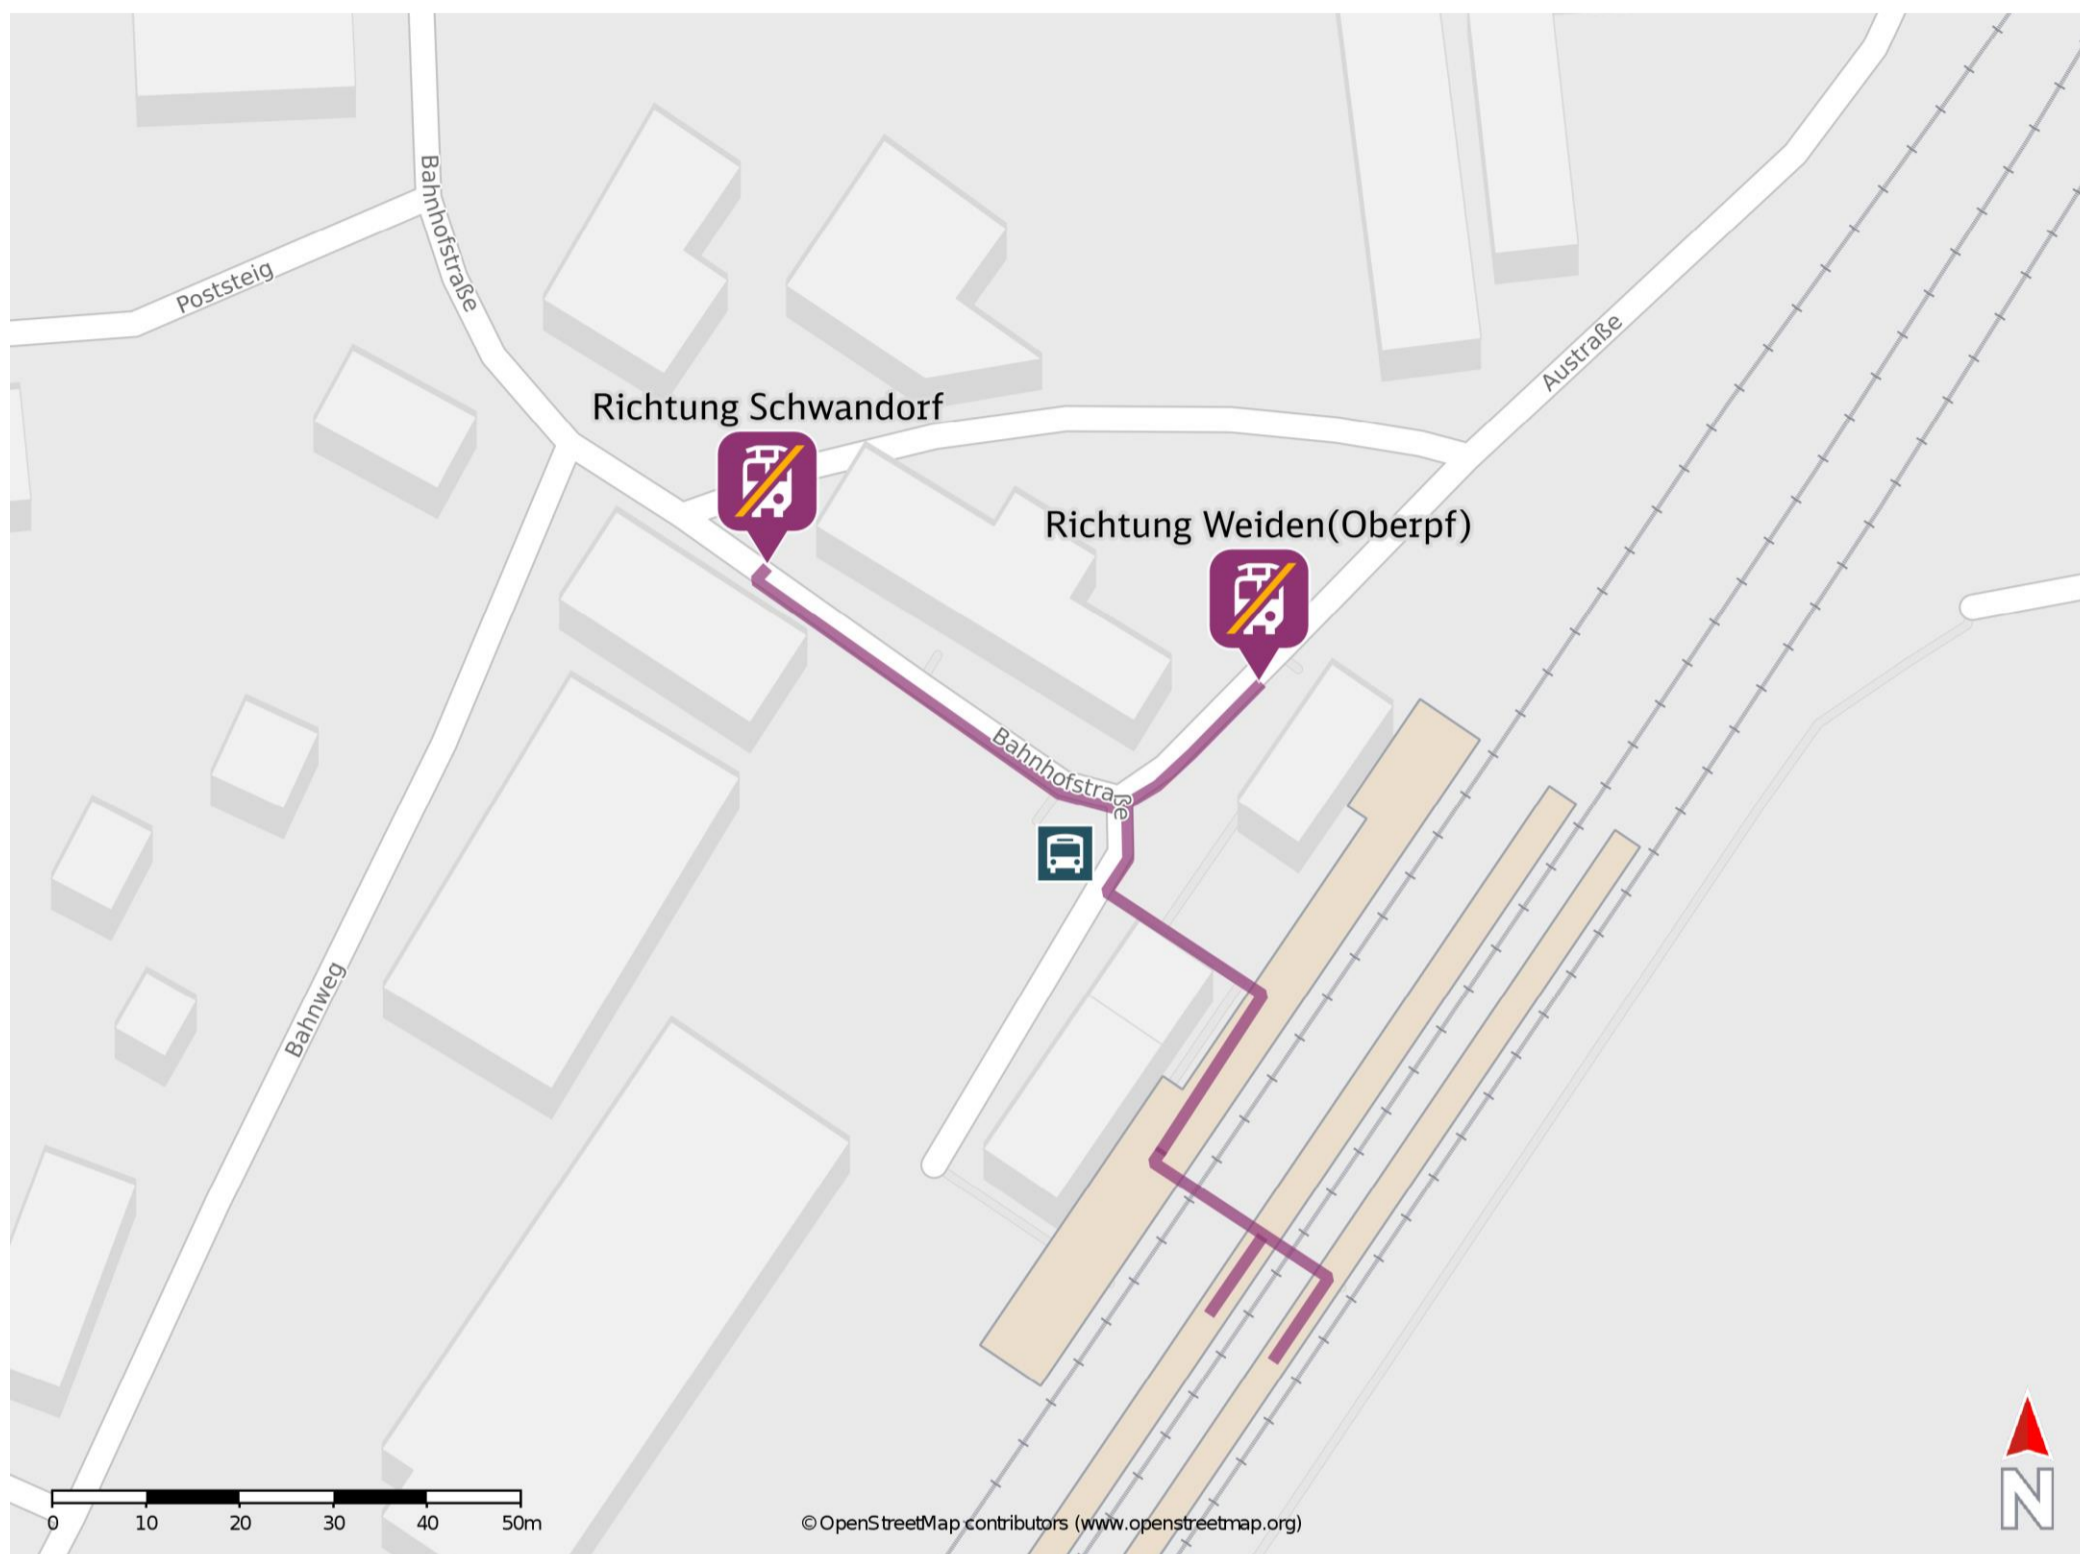 Bahnhofstraße
Poststeig
Austraße
Richtung Schwandorf
Richtung Weiden(Oberpf)
Bahnhofstraße
Bahnweg
0 10 20 30 40 50m
©OpenStreetMap contributors (www.openstreetmap.org)
N